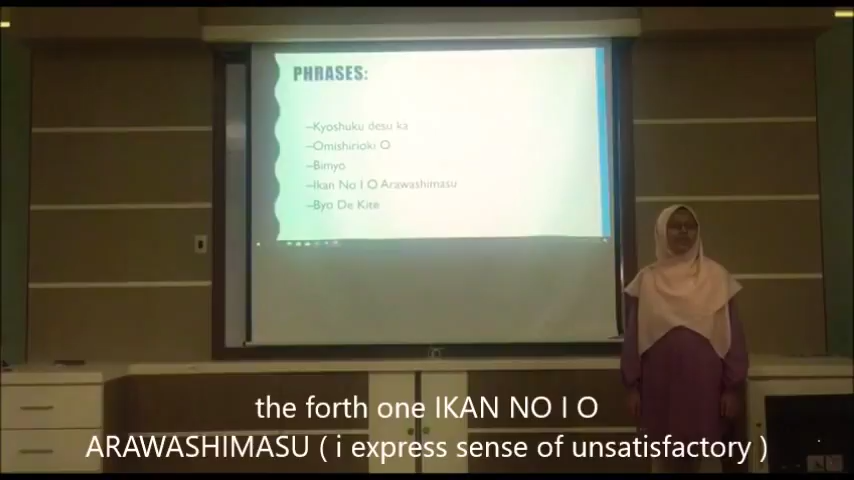 PHRASES:
–Kyoshuku desu ka
–Omishirioki O
–Bimyo
–Ikan No I O Arawashimasu
–Byo De Kite
the forth one IKAN NO I O
ARAWASHIMASU ( i express sense of unsatisfactory )